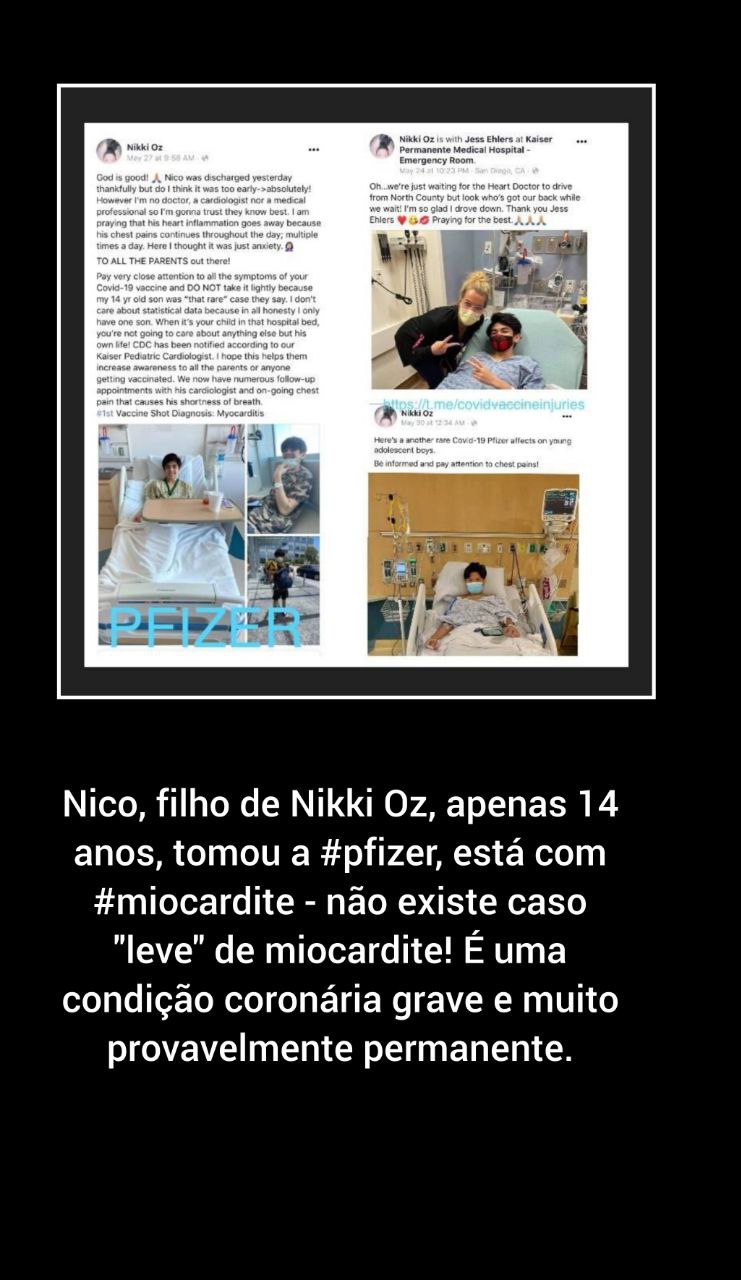 Nikki Oz
May 27 at 9:58 AM ·
God is good! Nico was discharged yesterday
thankfully but do I think it was too early->absolutely!
However I'm no doctor, a cardiologist nor a medical
professional so I'm gonna trust they know best. I am
praying that his heart inflammation goes away because
his chest pains continues throughout the day; multiple
times a day. Here I thought it was just anxiety.
TO ALL THE PARENTS out there!
Pay very close attention to all the symptoms of your
Covid-19 vaccine and DO NOT take it lightly because
my 14 yr old son was "that rare" case they say. I don't
care about statistical data because in all honesty I only
have one son. When it's your child in that hospital bed,
you're not going to care about anything else but his
own life! CDC has been notified according to our
Kaiser Pediatric Cardiologist. I hope this helps them
increase awareness to all the parents or anyone
getting vaccinated. We now have numerous follow-up
appointments with his cardiologist and on-going chest
pain that causes his shortness of breath.
#1st Vaccine Shot Diagnosis: Myocarditis
PFIZER
Nikki Oz is with Jess Ehlers at Kaiser
Permanente Medical Hospital -
Emergency Room.
May 24 at 10:23 PM · San Diego, CA ·
Oh...we're just waiting for the Heart Doctor to drive
from North County but look who's got our back while
we wait! I'm so glad I drove down. Thank you Jess
Ehlers Praying for the best.
https://t.me/covidvaccineinjuries
Nikki Oz
May 30 at 12:34 AM ·
Here's a another rare Covid-19 Pfizer affects on young
adolescent boys.
Be informed and pay attention to chest pains!
Nico, filho de Nikki Oz, apenas 14
anos, tomou a #pfizer, está com
#miocardite - não existe caso
"leve" de miocardite! É uma
condição coronária grave e muito
provavelmente permanente.